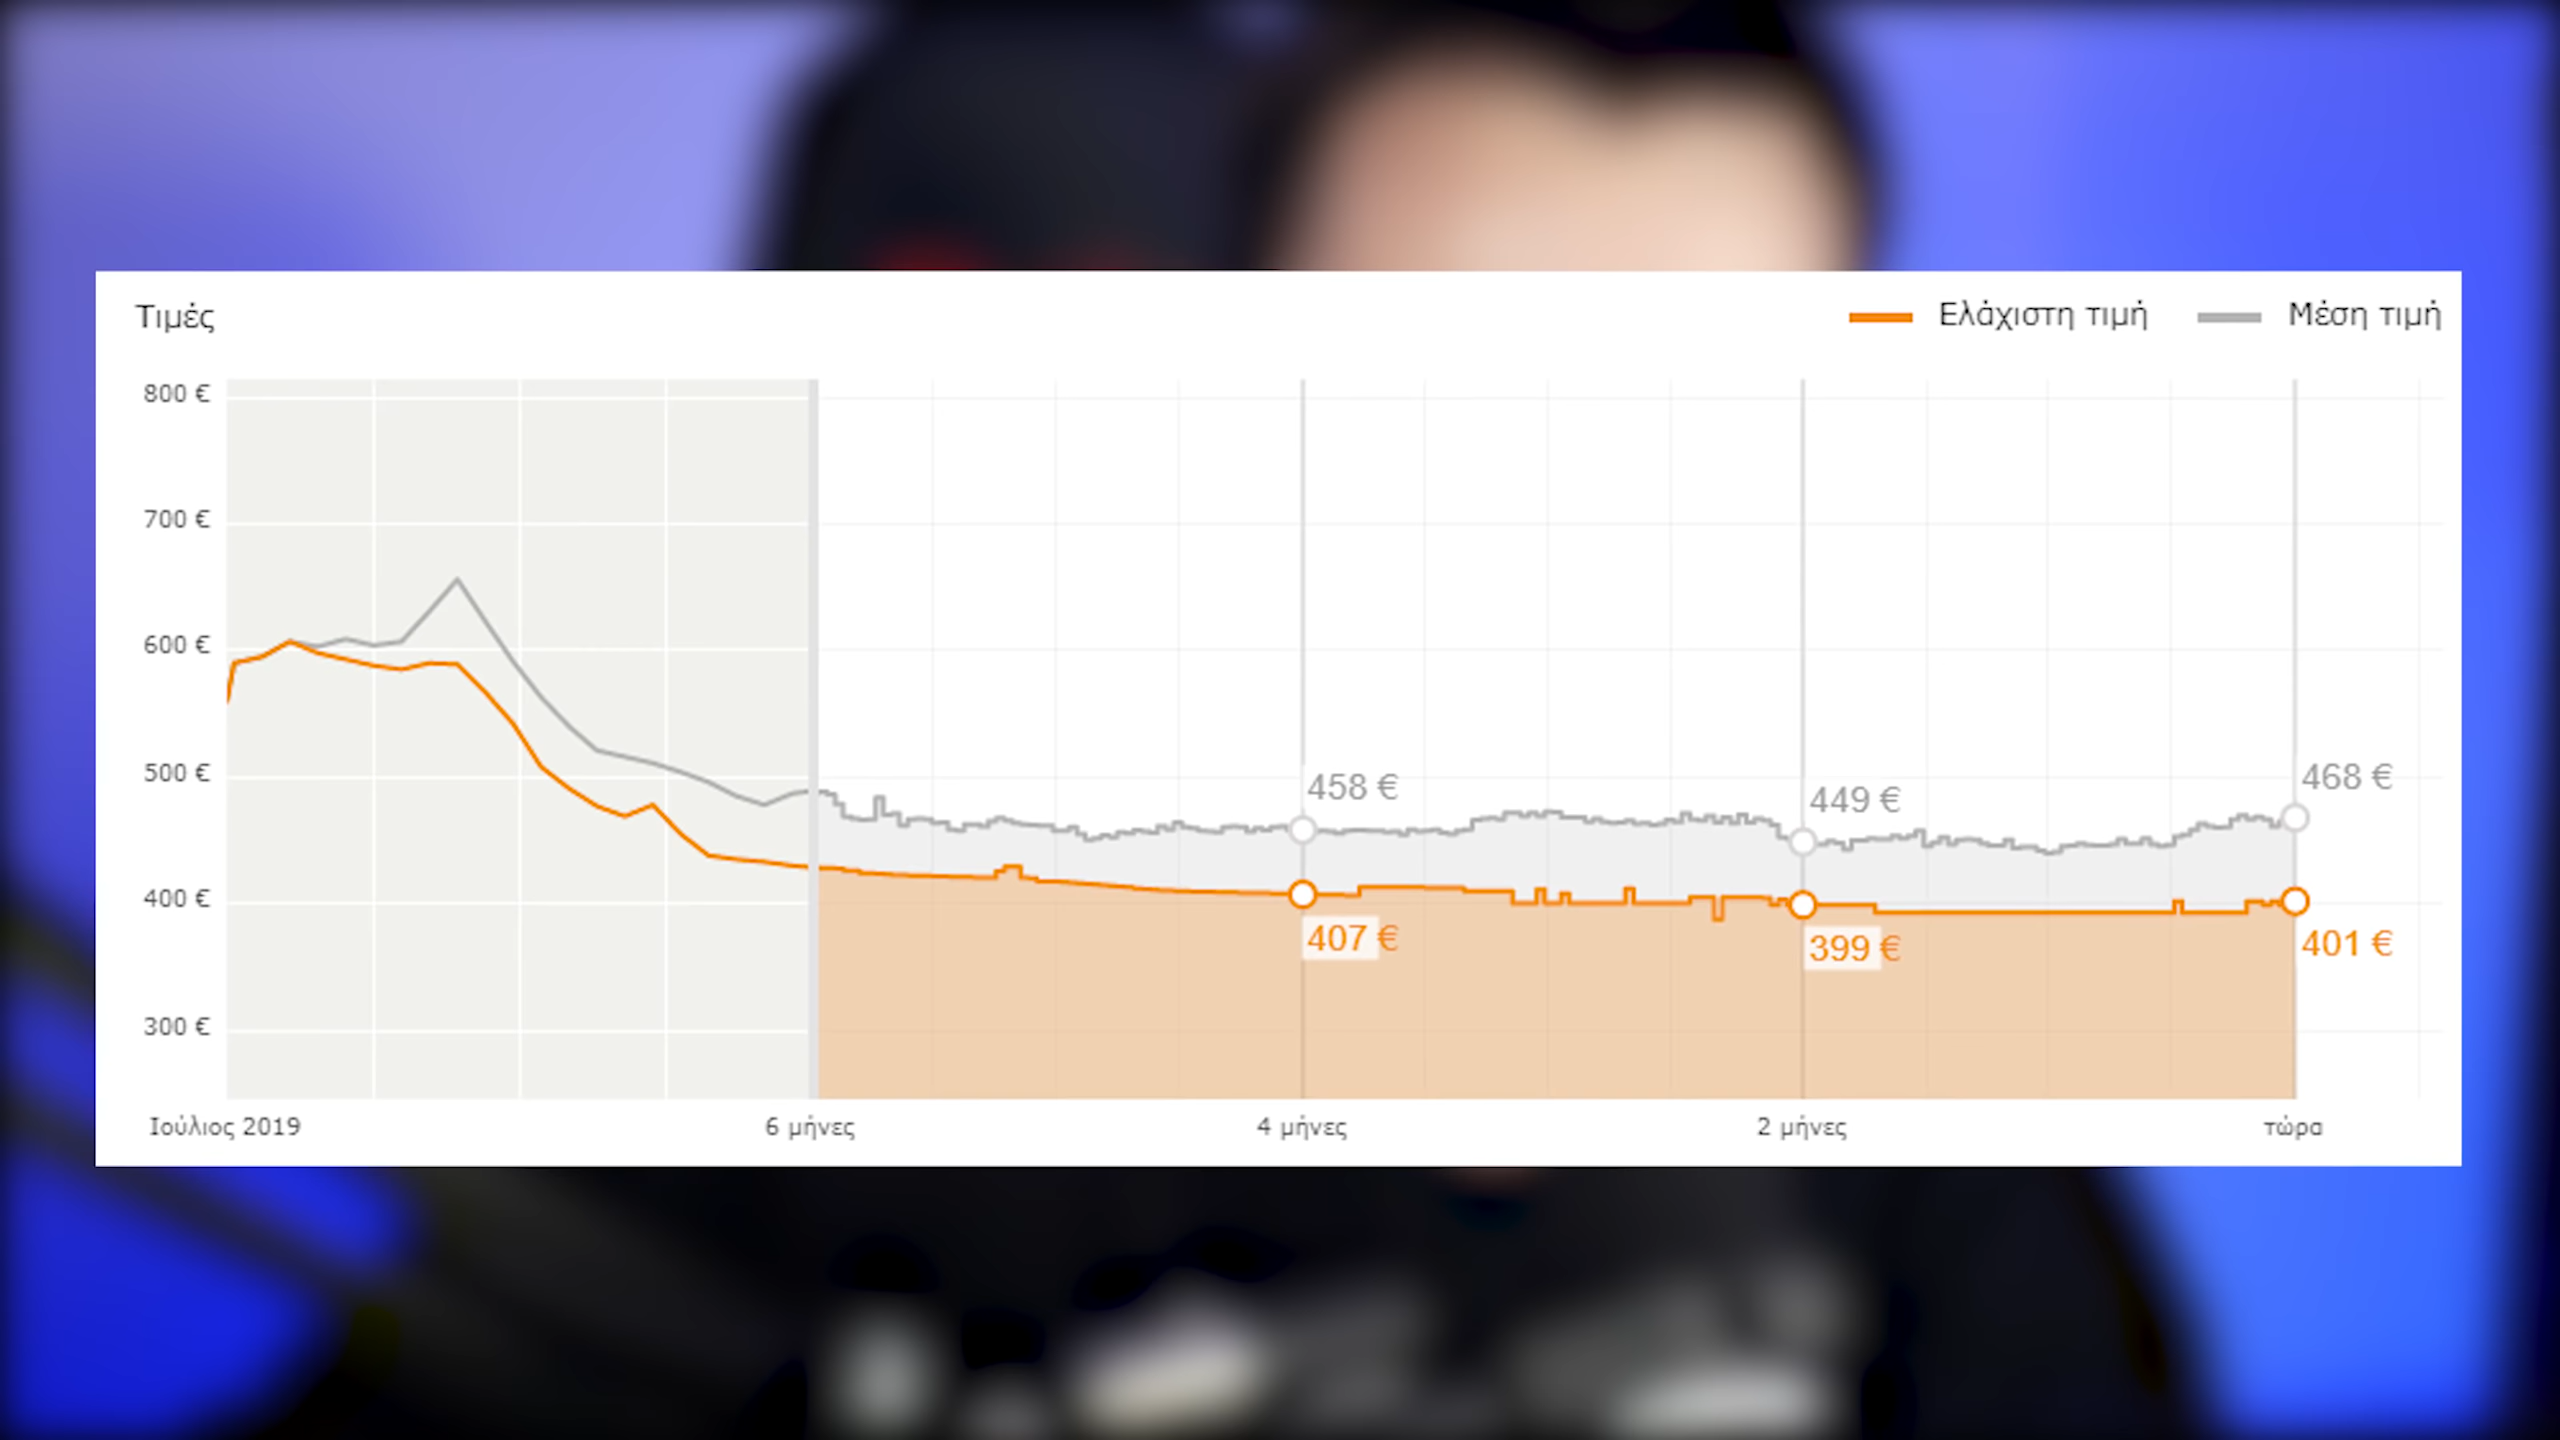 Τιμές
Ελάχιστη τιμή
Μέση τιμή
800 €
700 €
600 €
500 €
400 €
300 €
458 €
449 €
468 €
407 €
399 €
401 €
Ιούλιος 2019
6 μήνες
4 μήνες
2 μήνες
τώρα